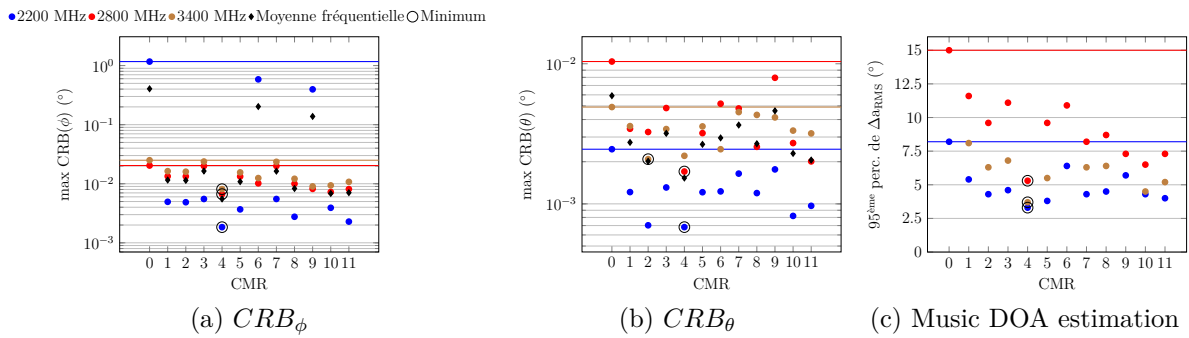 2200 MHz 2800 MHz 3400 MHz Moyenne fréquentielle Minimum
max CRB(ϕ) (°)
10⁰
10⁻¹
10⁻²
10⁻³
0 1 2 3 4 5 6 7 8 9 10 11
CMR
(a) CRB_ϕ
max CRB(θ) (°)
10⁻²
10⁻³
0 1 2 3 4 5 6 7 8 9 10 11
CMR
(b) CRB_θ
95ᵉᵐᵉ perc. de Δa_RMS (°)
15
12.5
10
7.5
5
2.5
0
0 1 2 3 4 5 6 7 8 9 10 11
CMR
(c) Music DOA estimation